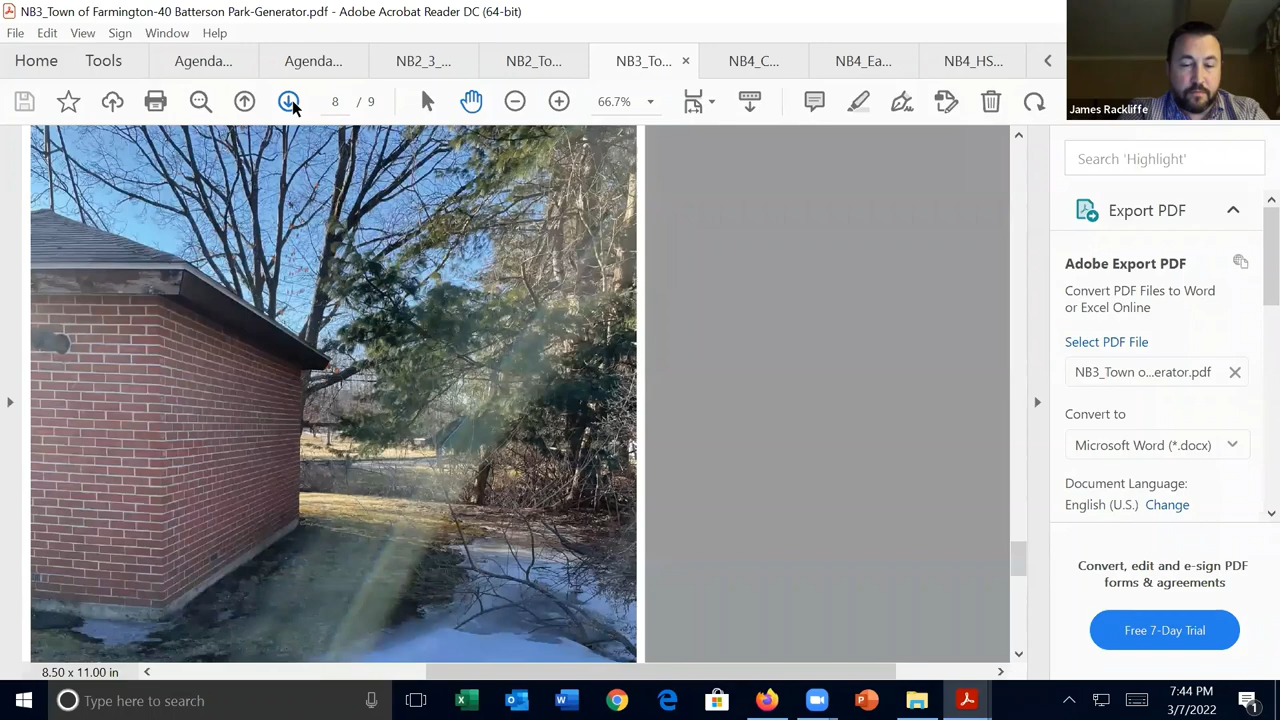 NB3_Town of Farmington-40 Batterson Park-Generator.pdf - Adobe Acrobat Reader DC (64-bit)
File Edit View Sign Window Help
Home Tools Agenda... Agenda... NB2_3_... NB2_To... NB3_To... NB4_C... NB4_Ea... NB4_HS...
8 / 9 66.7%
James Rackliffe
Search 'Highlight'
Export PDF
Adobe Export PDF
Convert PDF Files to Word
or Excel Online
Select PDF File
NB3_Town o...erator.pdf
Convert to
Microsoft Word (*.docx)
Document Language:
English (U.S.) Change
Convert, edit and e-sign PDF
forms & agreements
Free 7-Day Trial
8.50 x 11.00 in
Type here to search
7:44 PM
3/7/2022
1